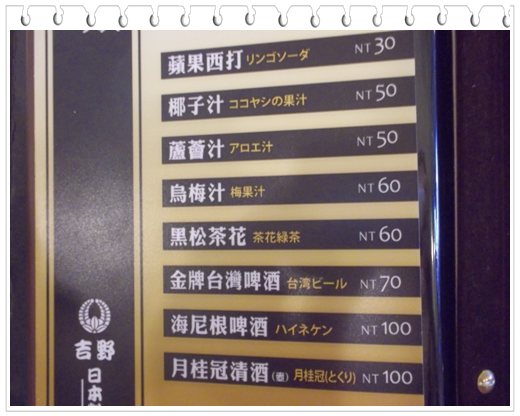 蘋果西打 リンゴソーダ NT 30
椰子汁 ココヤシの果汁 NT 50
蘆薈汁 アロエ汁 NT 50
烏梅汁 梅果汁 NT 60
黑松茶花 茶花緑茶 NT 60
金牌台灣啤酒 台湾ビール NT 70
海尼根啤酒 ハイネケン NT 100
月桂冠清酒(壺) 月桂冠(とくり) NT 100
吉野
日本